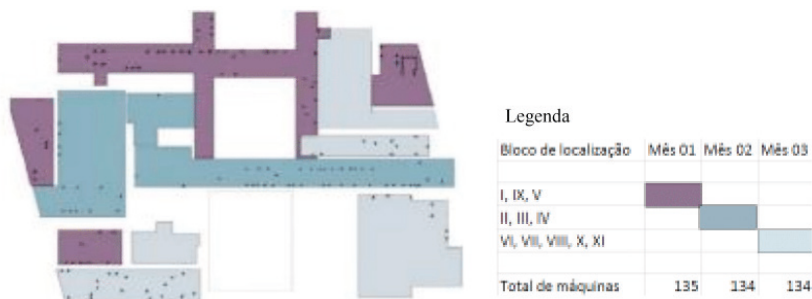 Legenda
Bloco de localização Mês 01 Mês 02 Mês 03
I, IX, V
II, III, IV
VI, VII, VIII, X, XI
Total de máquinas 135 134 134